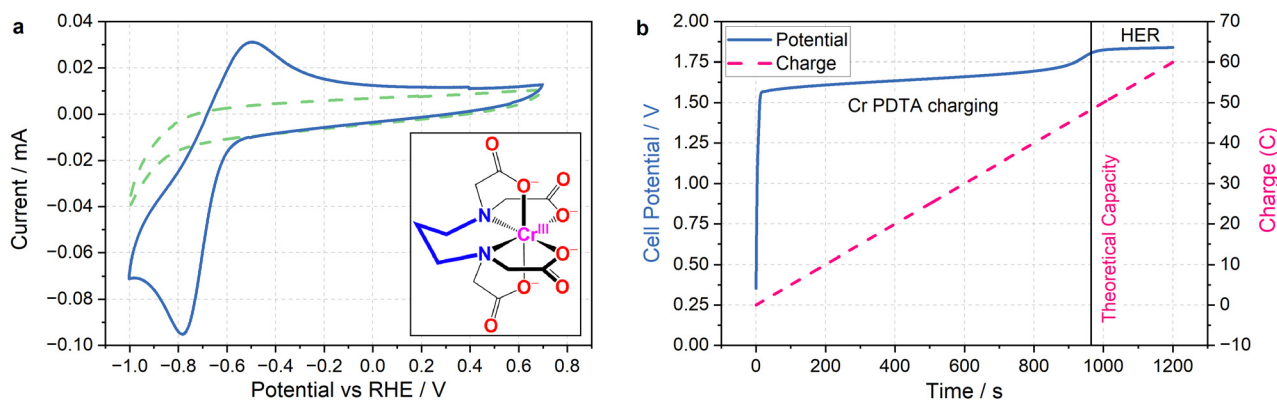 a
0.04
0.02
0.00
−0.02
−0.04
−0.06
−0.08
−0.10
Current / mA
−1.0 −0.8 −0.6 −0.4 −0.2 0.0 0.2 0.4 0.6 0.8
Potential vs RHE / V
O
O−
O
O−
N
CrIII
N
O−
O−
O
O
b
2.00
1.75
1.50
1.25
1.00
0.75
0.50
0.25
0.00
Cell Potential / V
Potential
Charge
HER
Cr PDTA charging
Theoretical Capacity
0 200 400 600 800 1000 1200
Time / s
70
60
50
40
30
20
10
0
−10
Charge (C)